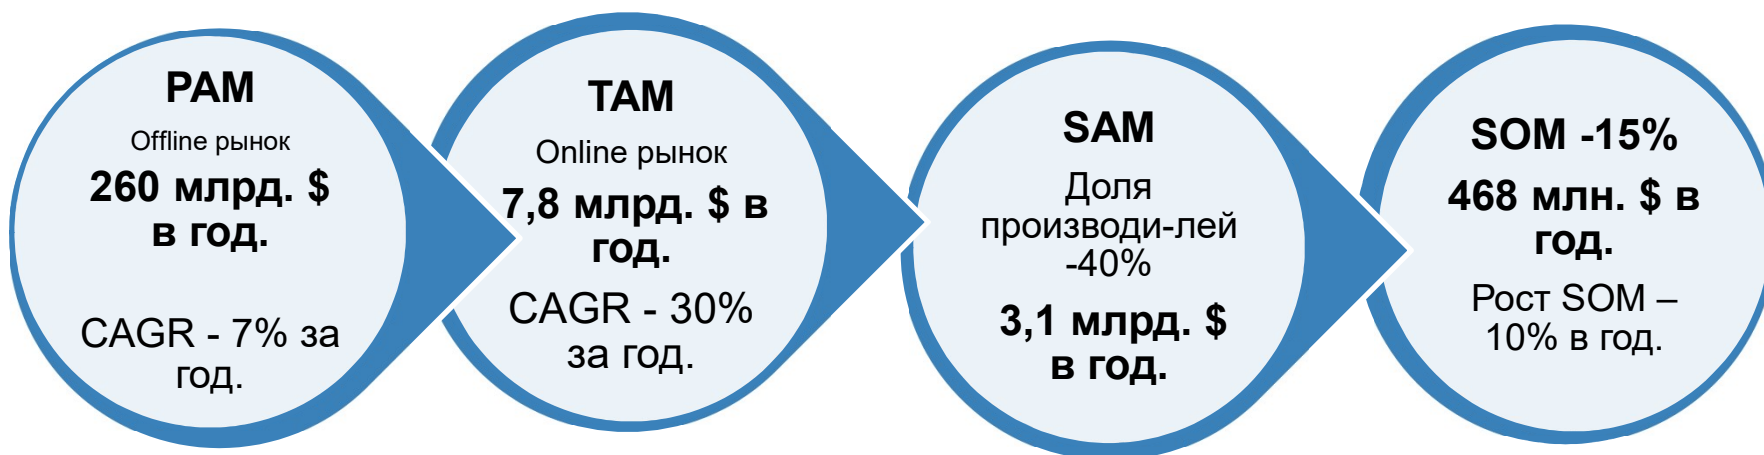 PAM
Offline рынок
260 млрд. $
в год.
CAGR - 7% за
год.
TAM
Online рынок
7,8 млрд. $ в
год.
CAGR - 30%
за год.
SAM
Доля
производи-лей
-40%
3,1 млрд. $
в год.
SOM -15%
468 млн. $ в
год.
Рост SOM –
10% в год.